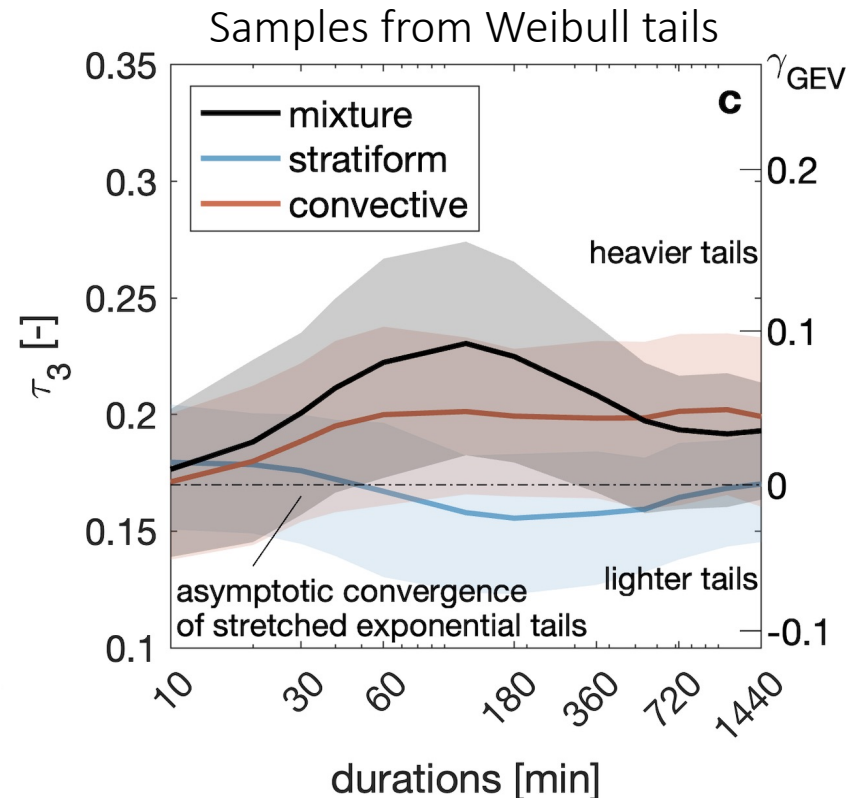 Samples from Weibull tails
0.35
γGEV
c
mixture
stratiform
convective
0.3
0.2
heavier tails
0.25
0.1
τ3 [-]
0.2
0
0.15
asymptotic convergence
of stretched exponential tails
lighter tails
0.1
-0.1
10
30
60
180
360
720
1440
durations [min]